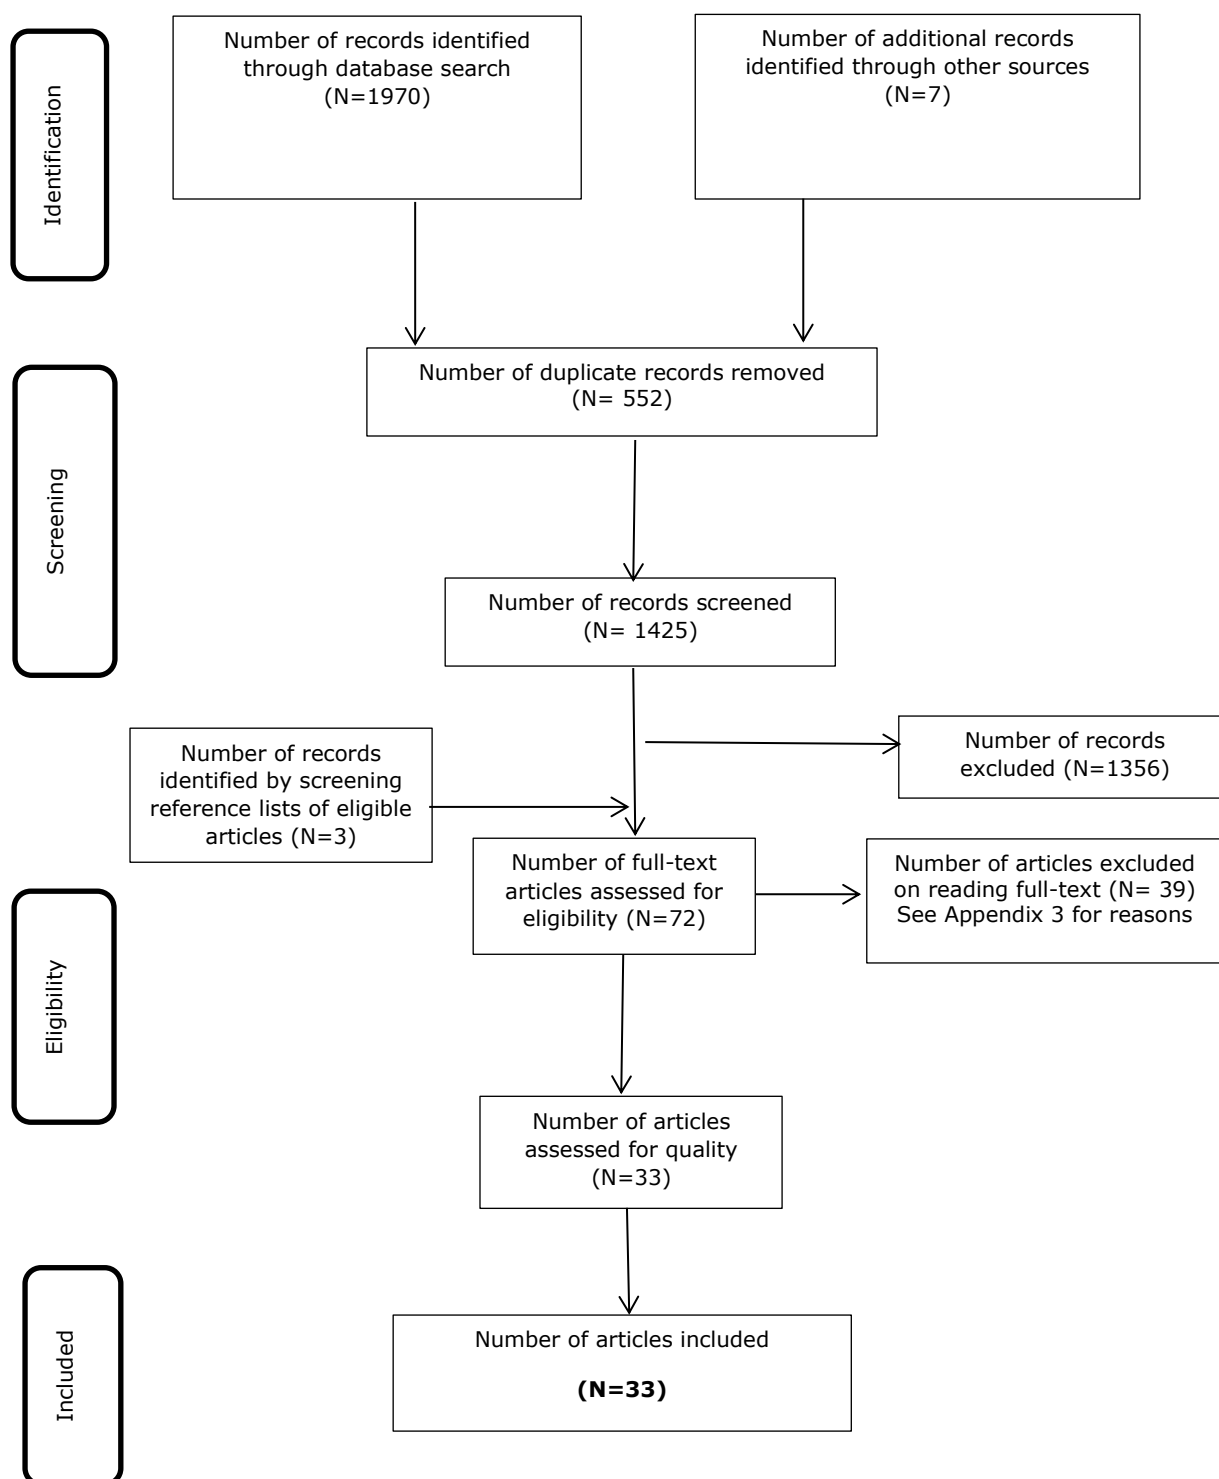 Identification
Number of records identified
through database search
(N=1970)
Number of additional records
identified through other sources
(N=7)
Screening
Number of duplicate records removed
(N= 552)
Number of records screened
(N= 1425)
Number of records
identified by screening
reference lists of eligible
articles (N=3)
Number of records
excluded (N=1356)
Eligibility
Number of full-text
articles assessed for
eligibility (N=72)
Number of articles excluded
on reading full-text (N= 39)
See Appendix 3 for reasons
Number of articles
assessed for quality
(N=33)
Included
Number of articles included
(N=33)